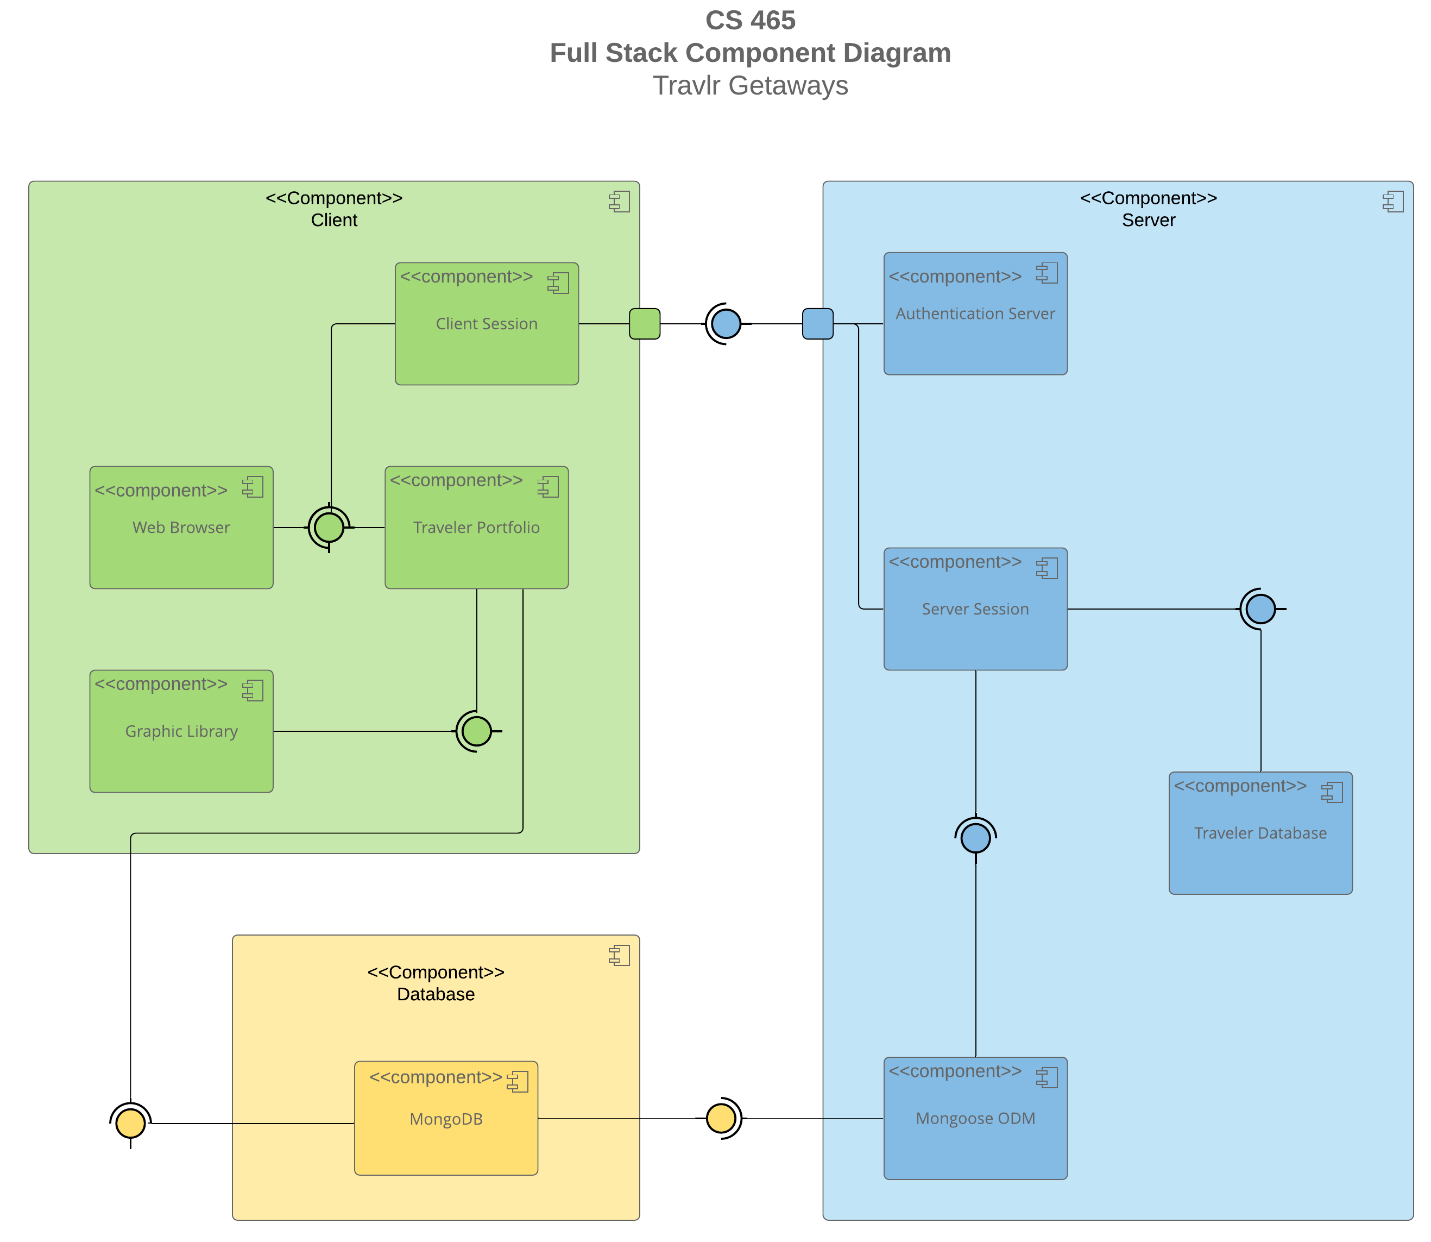 CS 465
Full Stack Component Diagram
Travlr Getaways
<<Component>>
Client
<<component>>
Client Session
<<component>>
Web Browser
<<component>>
Traveler Portfolio
<<component>>
Graphic Library
<<Component>>
Server
<<component>>
Authentication Server
<<component>>
Server Session
<<component>>
Traveler Database
<<component>>
Mongoose ODM
<<Component>>
Database
<<component>>
MongoDB